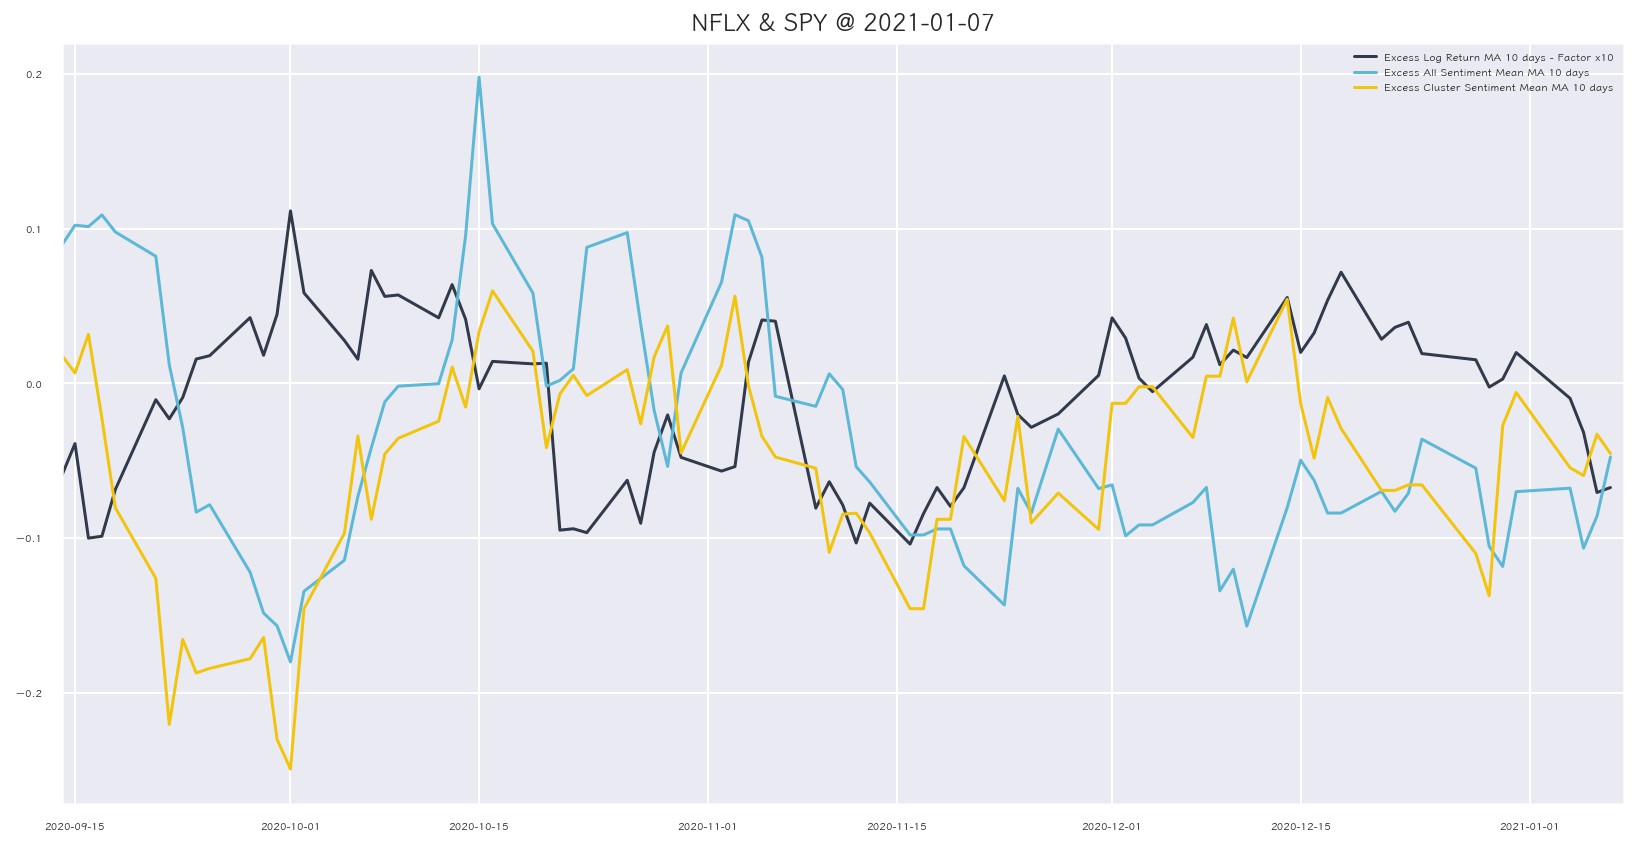 NFLX & SPY @ 2021-01-07
Excess Log Return MA 10 days - Factor x10
Excess All Sentiment Mean MA 10 days
Excess Cluster Sentiment Mean MA 10 days
0.2
0.1
0.0
−0.1
−0.2
2020-09-15 2020-10-01 2020-10-15 2020-11-01 2020-11-15 2020-12-01 2020-12-15 2021-01-01